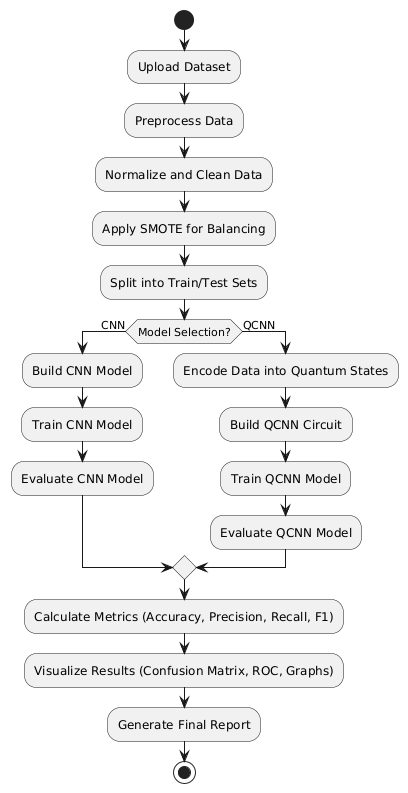 Upload Dataset
Preprocess Data
Normalize and Clean Data
Apply SMOTE for Balancing
Split into Train/Test Sets
CNN
Model Selection?
QCNN
Build CNN Model
Encode Data into Quantum States
Train CNN Model
Build QCNN Circuit
Evaluate CNN Model
Train QCNN Model
Evaluate QCNN Model
Calculate Metrics (Accuracy, Precision, Recall, F1)
Visualize Results (Confusion Matrix, ROC, Graphs)
Generate Final Report